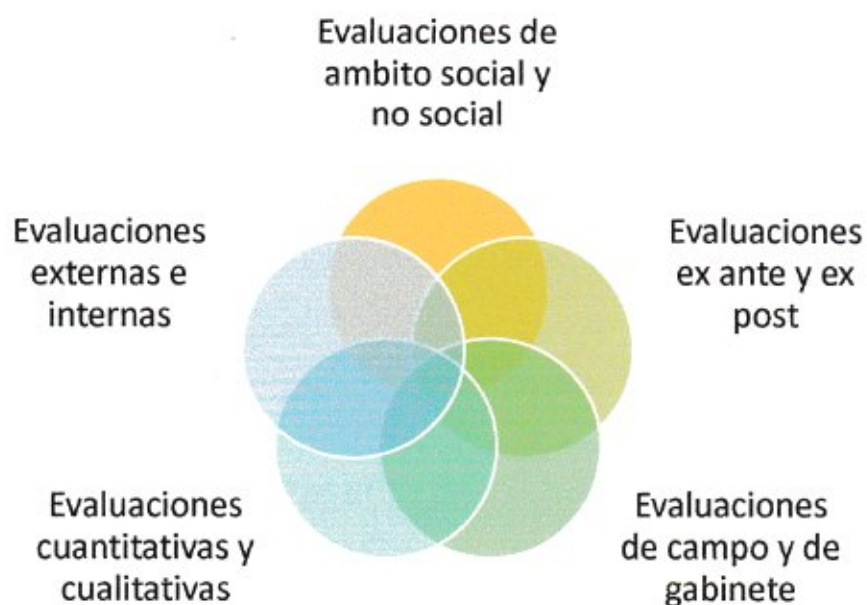 Evaluaciones de
ambito social y
no social
Evaluaciones
externas e
internas
Evaluaciones
ex ante y ex
post
Evaluaciones
cuantitativas y
cualitativas
Evaluaciones
de campo y de
gabinete